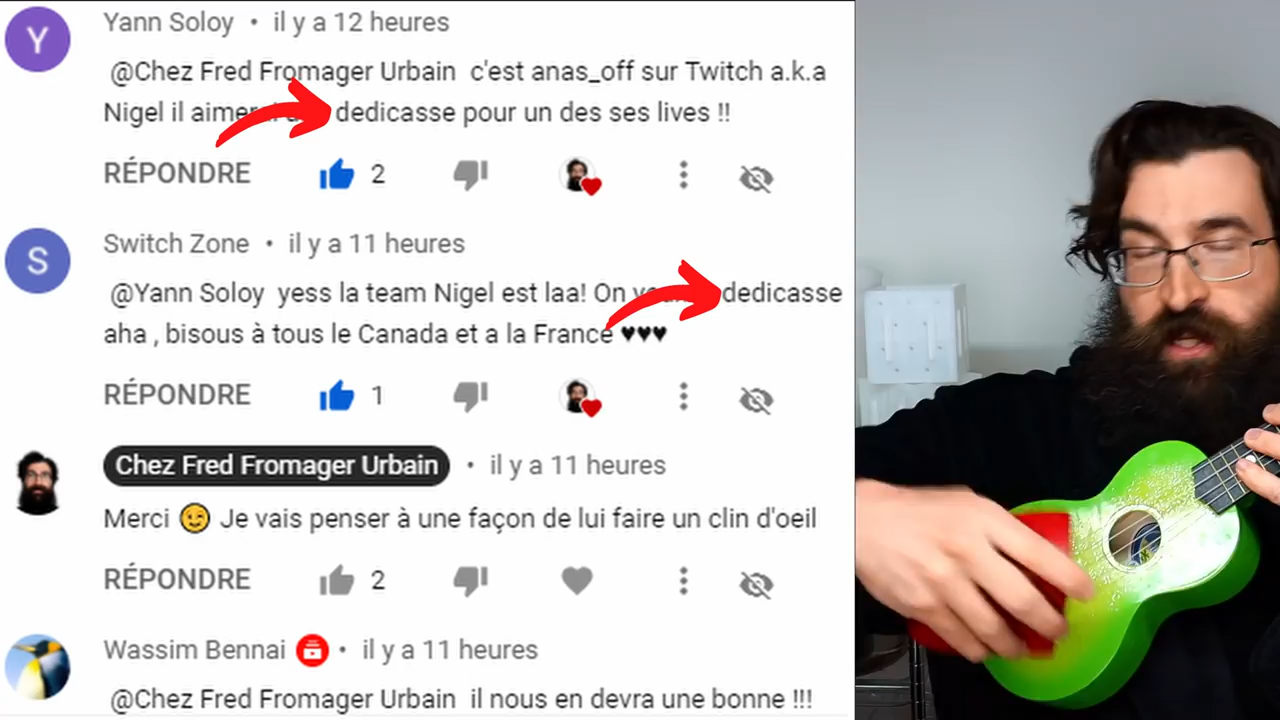 Y
Yann Soloy • il y a 12 heures
@Chez Fred Fromager Urbain c'est anas_off sur Twitch a.k.a
Nigel il dedicasse pour un des ses lives !!
RÉPONDRE 2
S
Switch Zone • il y a 11 heures
@Yann Soloy yess la team Nigel est laa! On dedicasse
aha , bisous à tous le Canada et a la France ♥♥♥
RÉPONDRE 1
Chez Fred Fromager Urbain • il y a 11 heures
Merci 😉 Je vais penser à une façon de lui faire un clin d'oeil
RÉPONDRE 2
Wassim Bennai • il y a 11 heures
@Chez Fred Fromager Urbain il nous en devra une bonne !!!